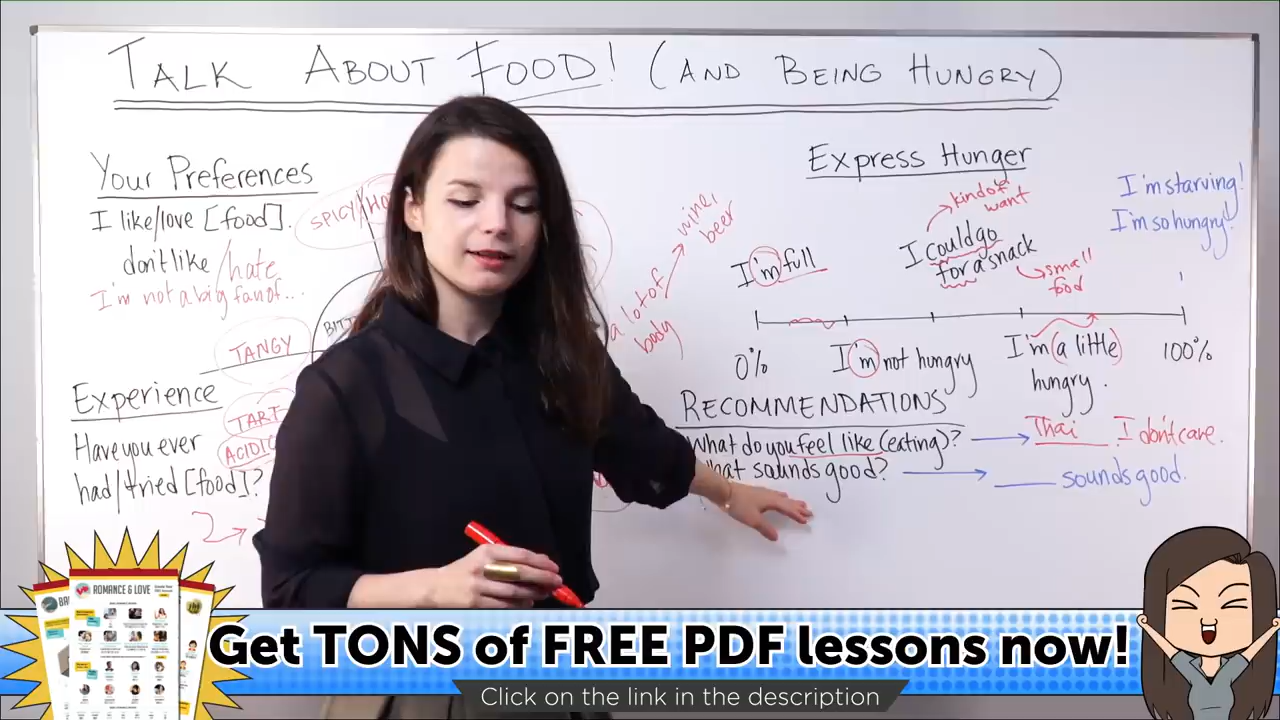 TALK ABOUT FOOD! (AND BEING HUNGRY)
Your Preferences
I like/love [food].
don't like /hate
I'm not a big fan of...
SPICY/HO
TANGY
BITT
Experience
Have you ever
had/tried [food]?
TART
ACIDIC
2 →
a lot of
body
wine,
beer
Express Hunger
I'm starving!
I'm so hungry!
kind of
want
I could go
for a snack
small
food
I'm full
0%
I'm not hungry
I'm a little
hungry.
100%
RECOMMENDATIONS
What do you feel like (eating)? → Thai. I don't care.
What sounds good? → ____ sounds good.
ROMANCE & LOVE
Get TONS of FREE PDF lessons now!
Click on the link in the description